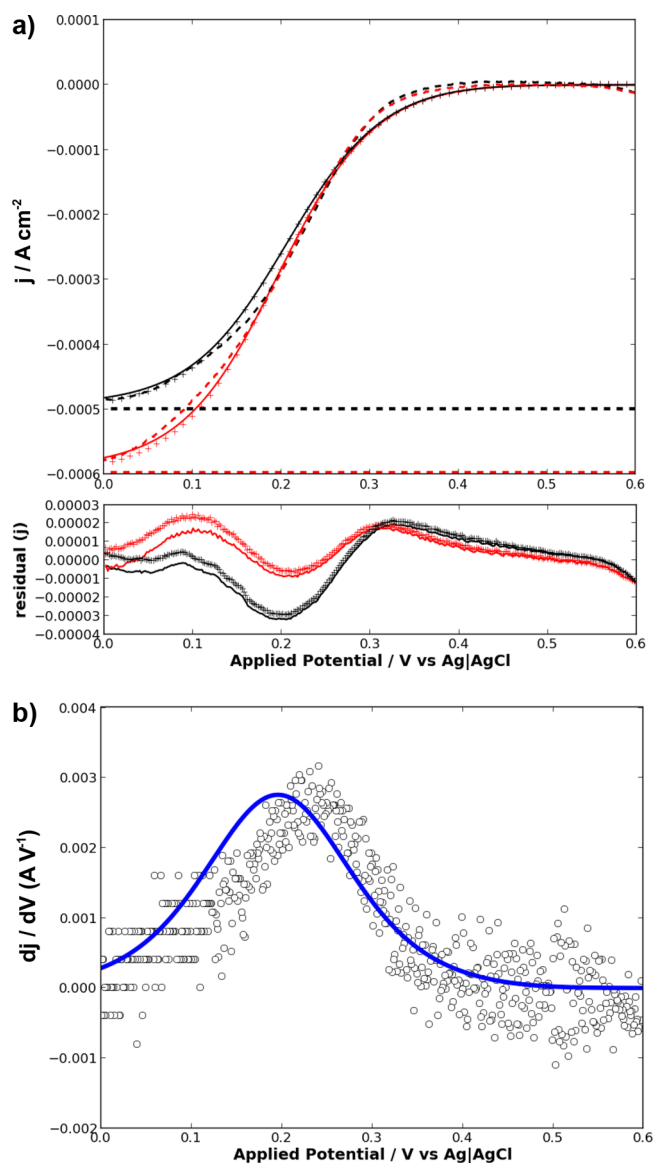 a)
0.0001
0.0000
−0.0001
−0.0002
−0.0003
−0.0004
−0.0005
−0.0006
j / A cm⁻²
0.0 0.1 0.2 0.3 0.4 0.5 0.6
0.00003
0.00002
0.00001
0.00000
−0.00001
−0.00002
−0.00003
−0.00004
residual (j)
0.0 0.1 0.2 0.3 0.4 0.5 0.6
Applied Potential / V vs Ag|AgCl
b)
0.004
0.003
0.002
0.001
0.000
−0.001
−0.002
dj / dV (A V⁻¹)
0.0 0.1 0.2 0.3 0.4 0.5 0.6
Applied Potential / V vs Ag|AgCl